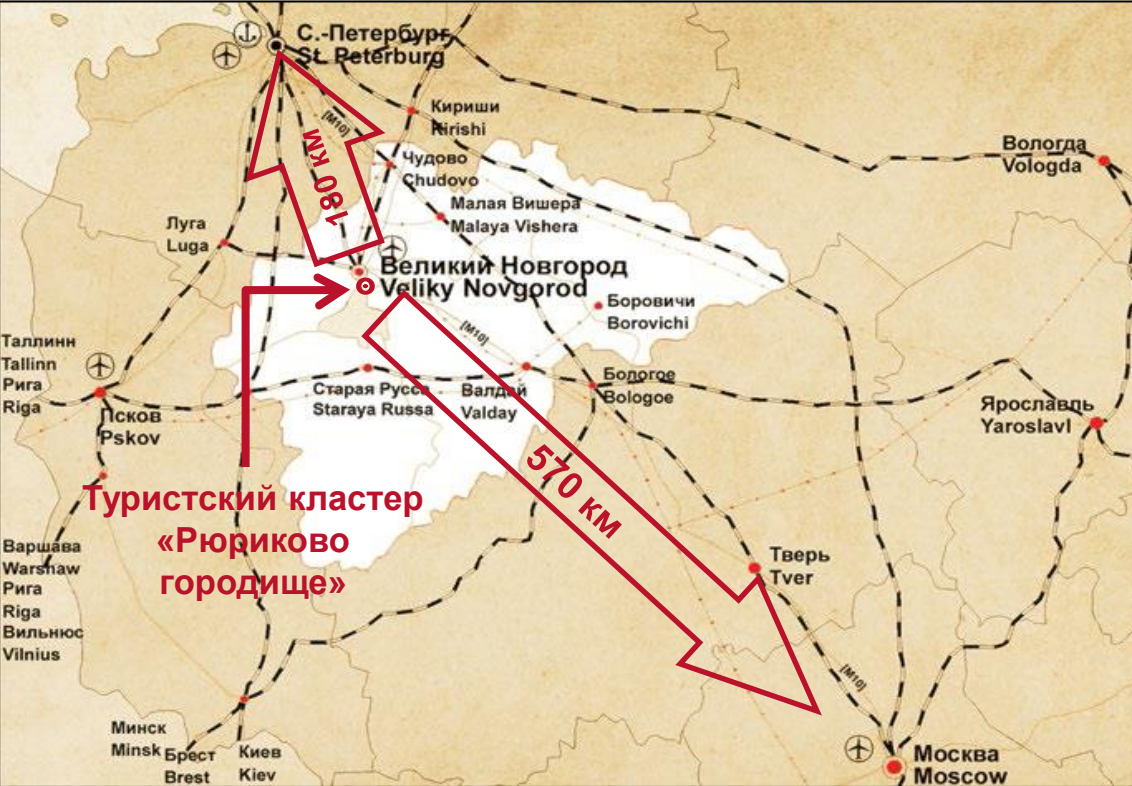 С.-Петербург
St. Peterburg
[M10]
Кириши
Kirishi
180 км
Чудово
Chudovo
Вологда
Vologda
Малая Вишера
Malaya Vishera
Луга
Luga
Великий Новгород
Veliky Novgorod
Боровичи
Borovichi
[M10]
Таллинн
Tallinn
Рига
Riga
Псков
Pskov
Старая Русса
Staraya Russa
Валдай
Valday
Бологое
Bologoe
Ярославль
Yaroslavl
570 км
Туристский кластер
«Рюриково
городище»
Варшава
Warshaw
Рига
Riga
Вильнюс
Vilnius
Тверь
Tver
[M10]
Минск
Minsk
Брест
Brest
Киев
Kiev
Москва
Moscow